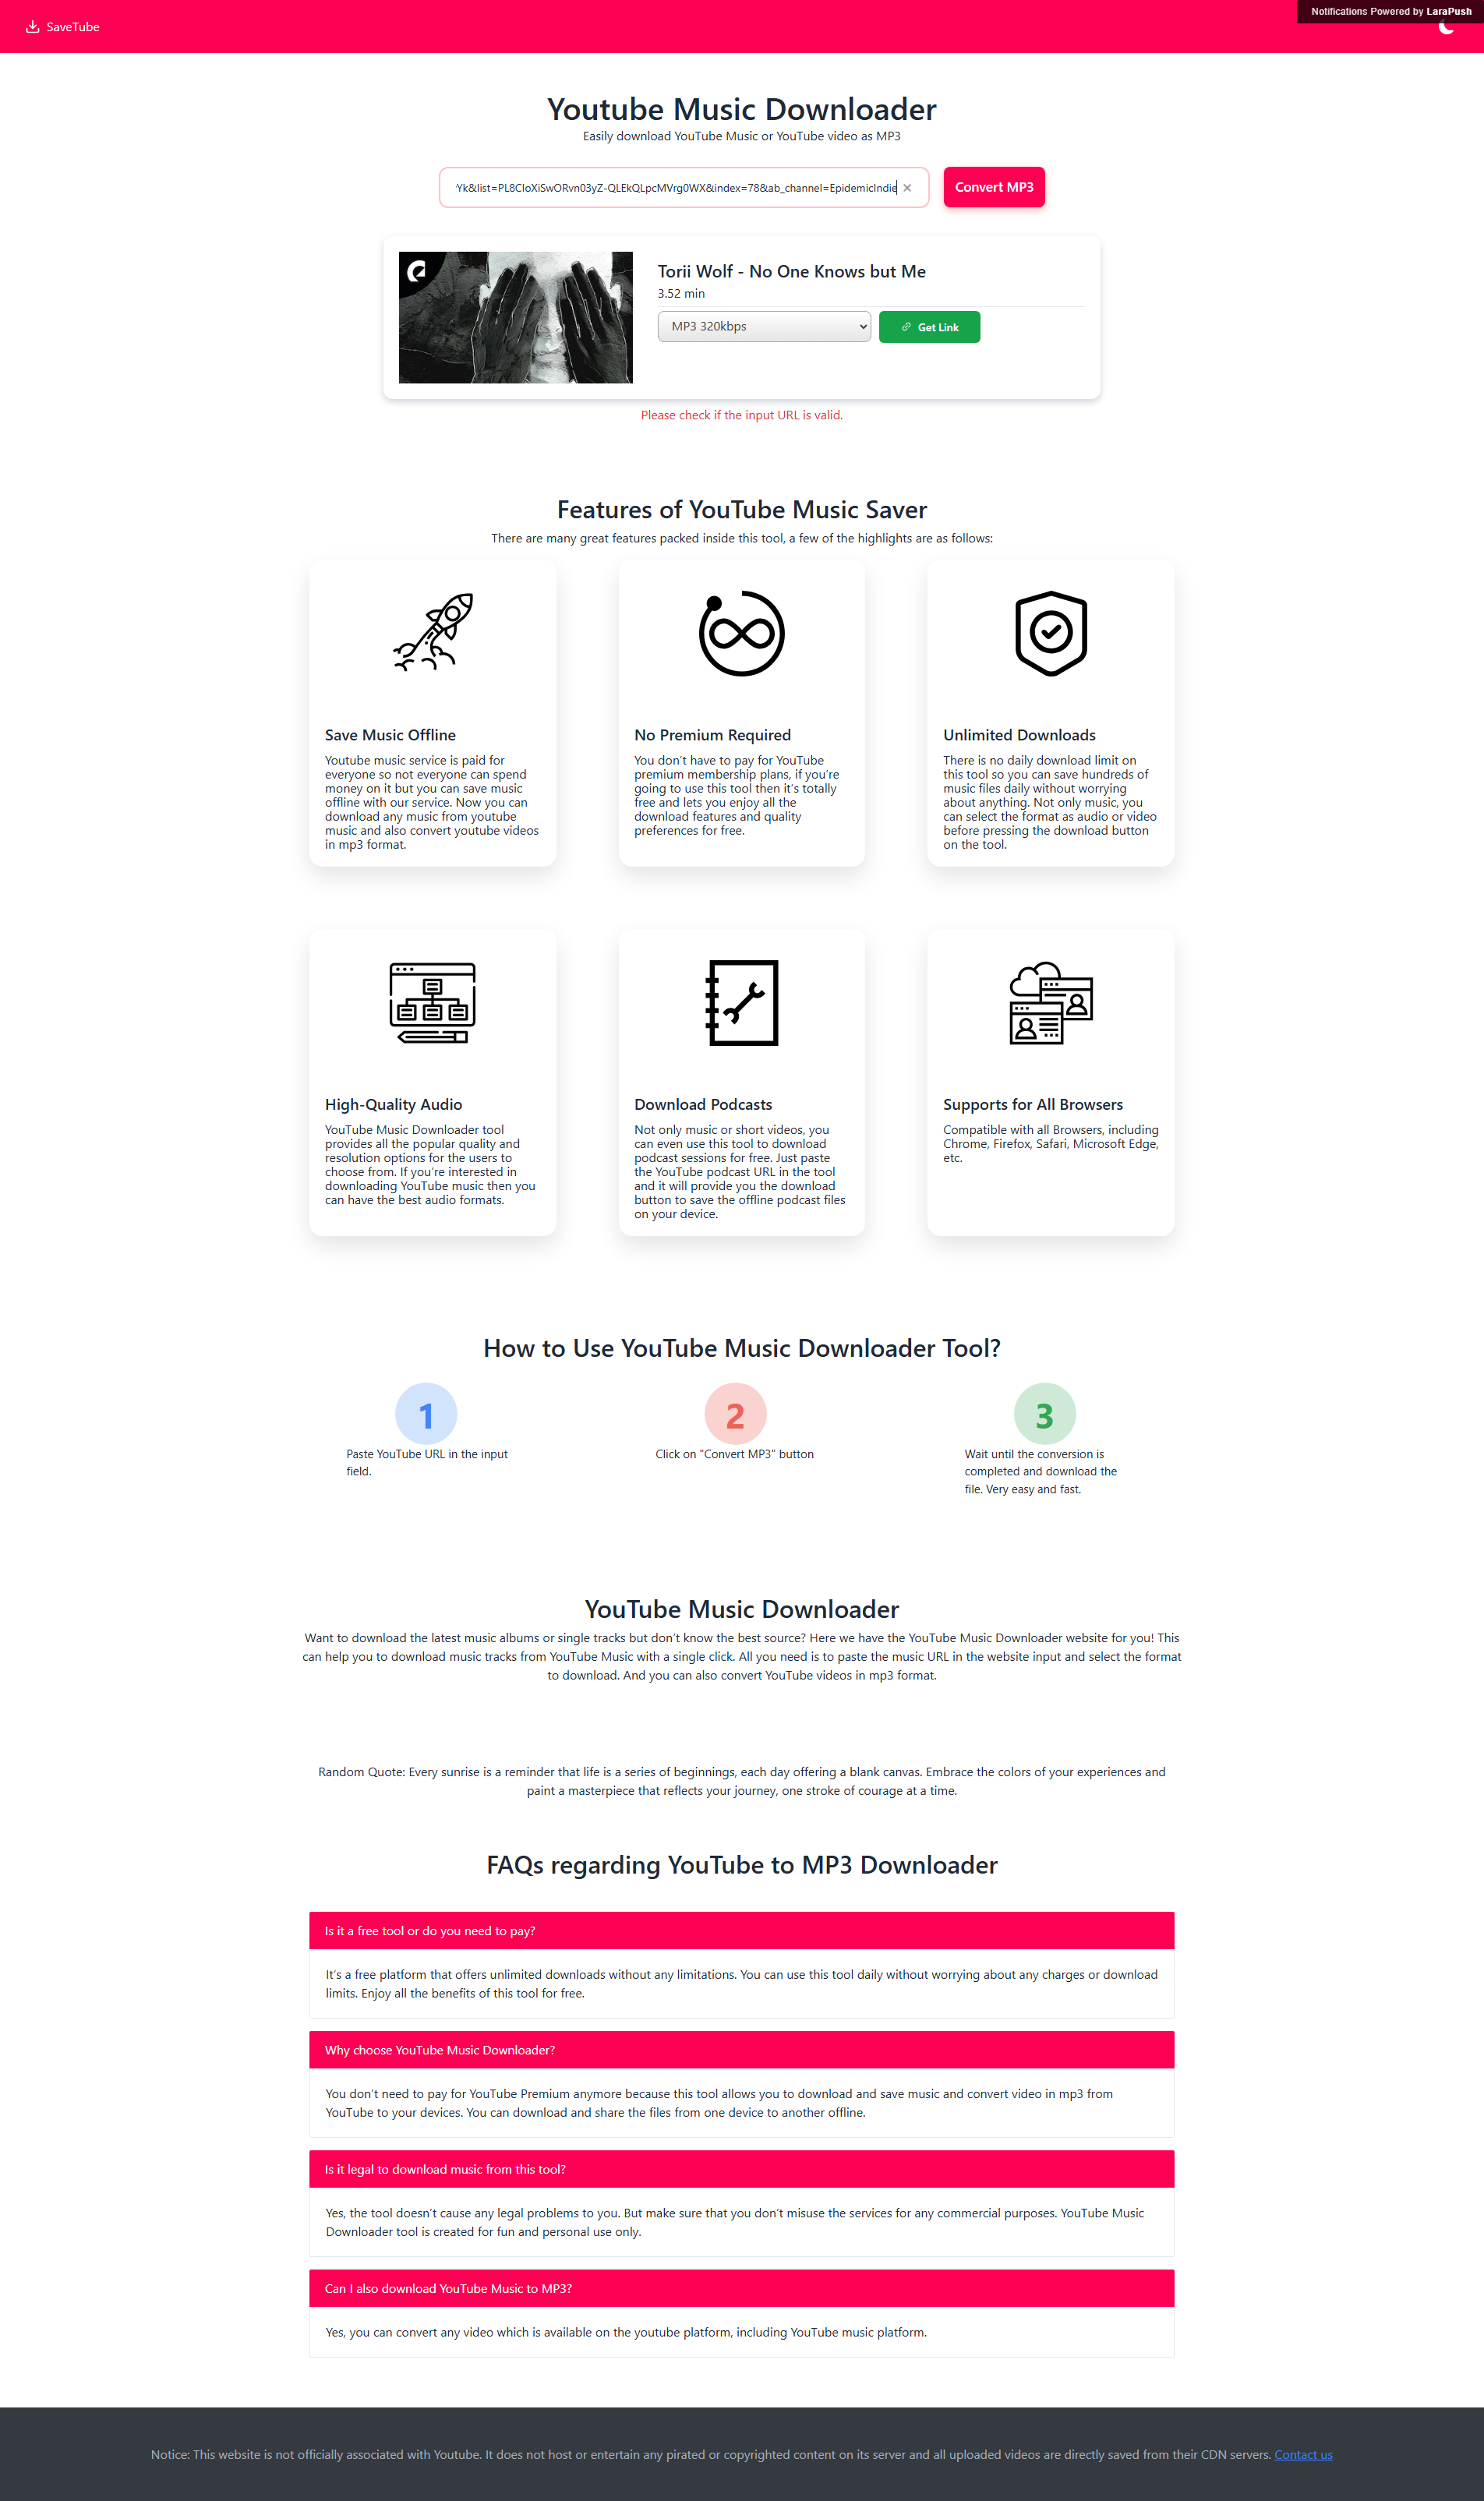 SaveTube
Notifications Powered by LaraPush
Youtube Music Downloader
Easily download YouTube Music or YouTube video as MP3
Yk&list=PL8CIoXiSwORvn03yZ-QLEkQLpcMVrg0WX&index=78&ab_channel=EpidemicIndie
Convert MP3
Torii Wolf - No One Knows but Me
3.52 min
MP3 320kbps
Get Link
Please check if the input URL is valid.
Features of YouTube Music Saver
There are many great features packed inside this tool, a few of the highlights are as follows:
Save Music Offline
Youtube music service is paid for
everyone so not everyone can spend
money on it but you can save music
offline with our service. Now you can
download any music from youtube
music and also convert youtube videos
in mp3 format.
No Premium Required
You don't have to pay for YouTube
premium membership plans, if you're
going to use this tool then it's totally
free and lets you enjoy all the
download features and quality
preferences for free.
Unlimited Downloads
There is no daily download limit on
this tool so you can save hundreds of
music files daily without worrying
about anything. Not only music, you
can select the format as audio or video
before pressing the download button
on the tool.
High-Quality Audio
YouTube Music Downloader tool
provides all the popular quality and
resolution options for the users to
choose from. If you're interested in
downloading YouTube music then you
can have the best audio formats.
Download Podcasts
Not only music or short videos, you
can even use this tool to download
podcast sessions for free. Just paste
the YouTube podcast URL in the tool
and it will provide you the download
button to save the offline podcast files
on your device.
Supports for All Browsers
Compatible with all Browsers, including
Chrome, Firefox, Safari, Microsoft Edge,
etc.
How to Use YouTube Music Downloader Tool?
1
Paste YouTube URL in the input
field.
2
Click on "Convert MP3" button
3
Wait until the conversion is
completed and download the
file. Very easy and fast.
YouTube Music Downloader
Want to download the latest music albums or single tracks but don't know the best source? Here we have the YouTube Music Downloader website for you! This
can help you to download music tracks from YouTube Music with a single click. All you need is to paste the music URL in the website input and select the format
to download. And you can also convert YouTube videos in mp3 format.
Random Quote: Every sunrise is a reminder that life is a series of beginnings, each day offering a blank canvas. Embrace the colors of your experiences and
paint a masterpiece that reflects your journey, one stroke of courage at a time.
FAQs regarding YouTube to MP3 Downloader
Is it a free tool or do you need to pay?
It's a free platform that offers unlimited downloads without any limitations. You can use this tool daily without worrying about any charges or download
limits. Enjoy all the benefits of this tool for free.
Why choose YouTube Music Downloader?
You don't need to pay for YouTube Premium anymore because this tool allows you to download and save music and convert video in mp3 from
YouTube to your devices. You can download and share the files from one device to another offline.
Is it legal to download music from this tool?
Yes, the tool doesn't cause any legal problems to you. But make sure that you don't misuse the services for any commercial purposes. YouTube Music
Downloader tool is created for fun and personal use only.
Can I also download YouTube Music to MP3?
Yes, you can convert any video which is available on the youtube platform, including YouTube music platform.
Notice: This website is not officially associated with Youtube. It does not host or entertain any pirated or copyrighted content on its server and all uploaded videos are directly saved from their CDN servers. Contact us